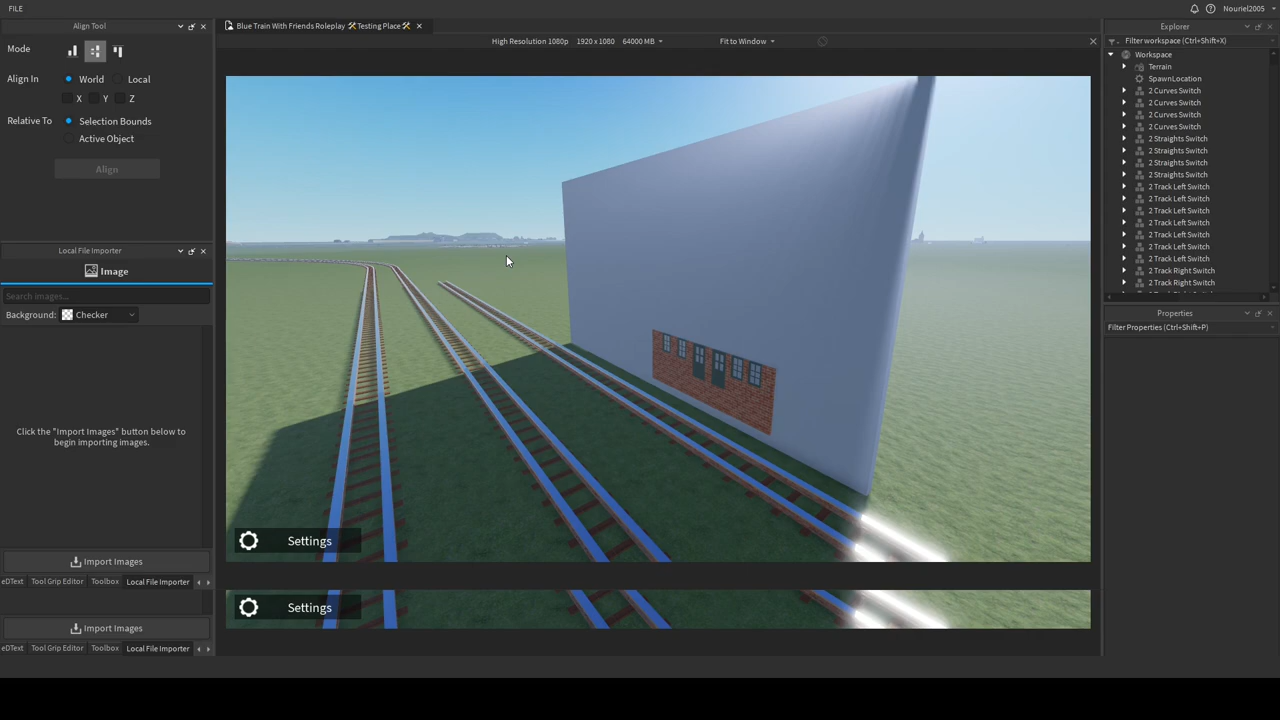 FILE
Nouriel2005
Align Tool
Blue Train With Friends Roleplay 🛠️Testing Place🛠️
Explorer
High Resolution 1080p 1920 x 1080 64000 MB
Fit to Window
Filter workspace (Ctrl+Shift+X)
Mode
Align In
World
Local
X
Y
Z
Relative To
Selection Bounds
Active Object
Align
Workspace
Terrain
SpawnLocation
2 Curves Switch
2 Curves Switch
2 Curves Switch
2 Curves Switch
2 Straights Switch
2 Straights Switch
2 Straights Switch
2 Straights Switch
2 Track Left Switch
2 Track Left Switch
2 Track Left Switch
2 Track Left Switch
2 Track Left Switch
2 Track Left Switch
2 Track Left Switch
2 Track Right Switch
2 Track Right Switch
Local File Importer
Image
Search images...
Background:
Checker
Properties
Filter Properties (Ctrl+Shift+P)
Click the "Import Images" button below to
begin importing images.
Settings
Import Images
eDText
Tool Grip Editor
Toolbox
Local File Importer
Settings
Import Images
eDText
Tool Grip Editor
Toolbox
Local File Importer